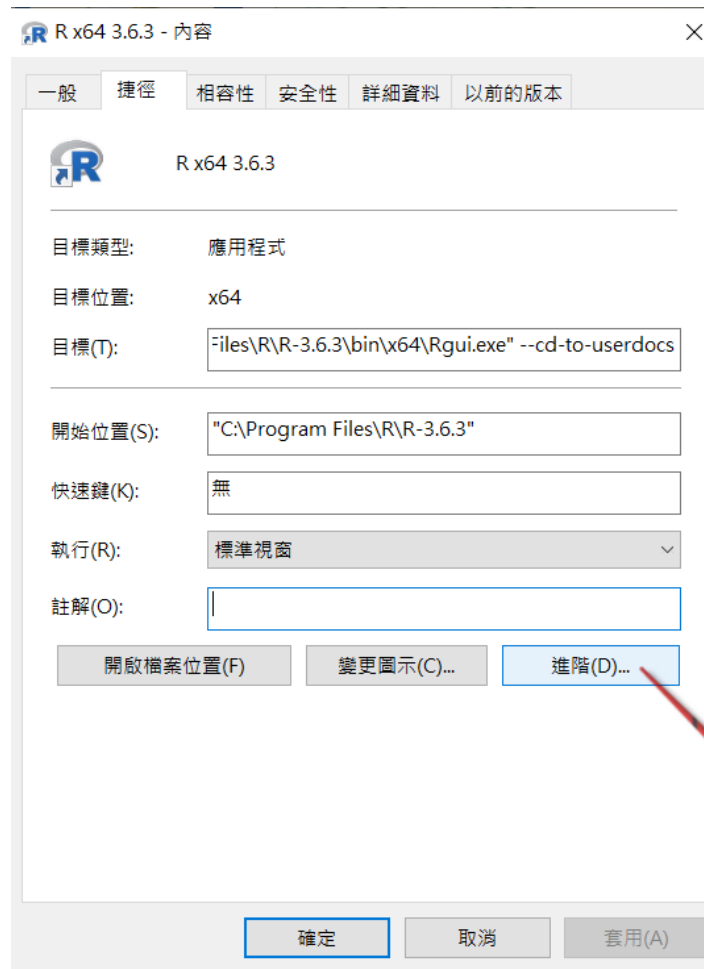 R x64 3.6.3 - 內容
一般 捷徑 相容性 安全性 詳細資料 以前的版本
R x64 3.6.3
目標類型: 應用程式
目標位置: x64
目標(T): Files\R\R-3.6.3\bin\x64\Rgui.exe" --cd-to-userdocs
開始位置(S): "C:\Program Files\R\R-3.6.3"
快速鍵(K): 無
執行(R): 標準視窗
註解(O):
開啟檔案位置(F) 變更圖示(C)... 進階(D)...
確定 取消 套用(A)